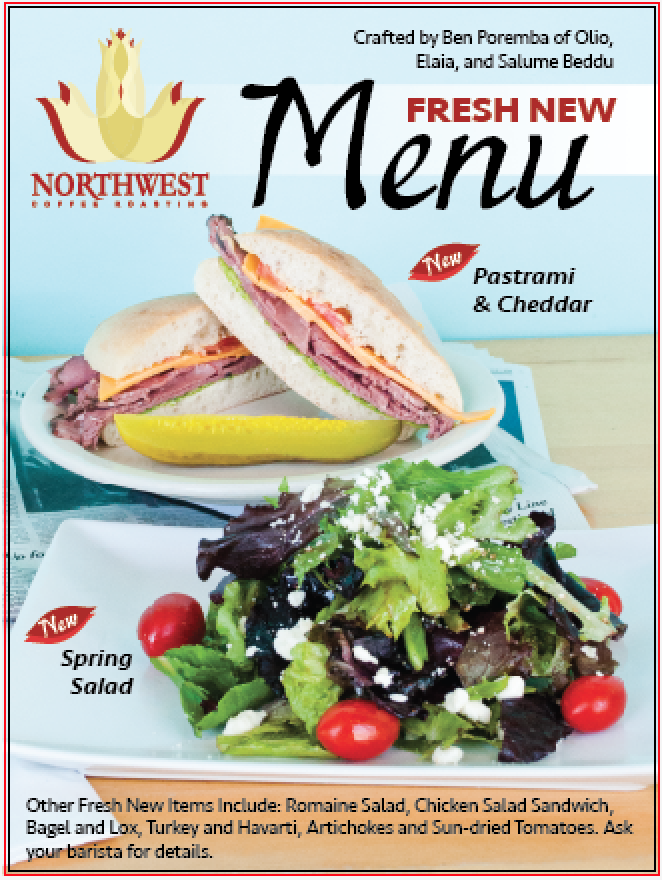 Crafted by Ben Poremba of Olio,
Elaia, and Salume Beddu
FRESH NEW
Menu
NORTHWEST
COFFEE ROASTING
New
Pastrami
& Cheddar
New
Spring
Salad
Other Fresh New Items Include: Romaine Salad, Chicken Salad Sandwich,
Bagel and Lox, Turkey and Havarti, Artichokes and Sun-dried Tomatoes. Ask
your barista for details.